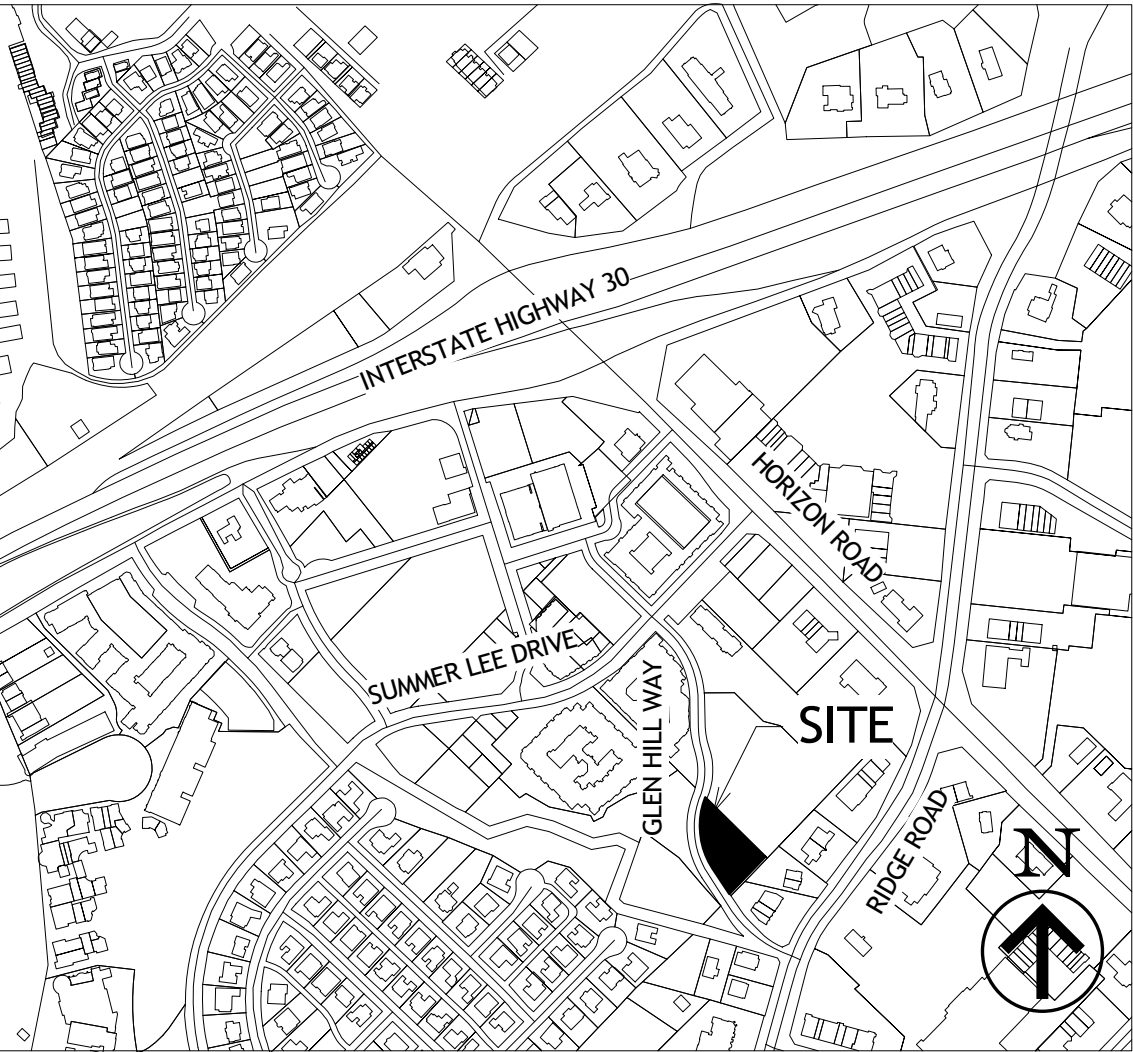 INTERSTATE HIGHWAY 30
HORIZON ROAD
SUMMER LEE DRIVE
GLEN HILL WAY
SITE
RIDGE ROAD
N